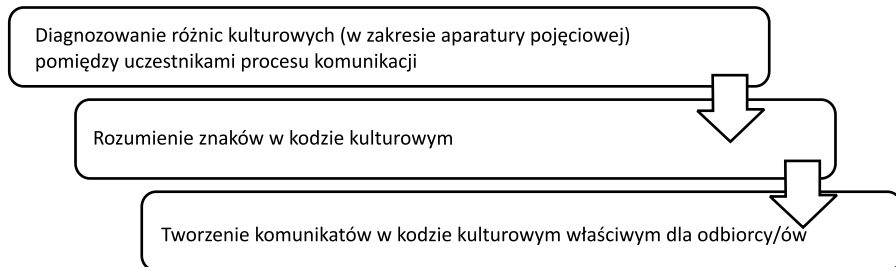 Diagnozowanie różnic kulturowych (w zakresie aparatury pojęciowej)
pomiędzy uczestnikami procesu komunikacji
Rozumienie znaków w kodzie kulturowym
Tworzenie komunikatów w kodzie kulturowym właściwym dla odbiorcy/ów